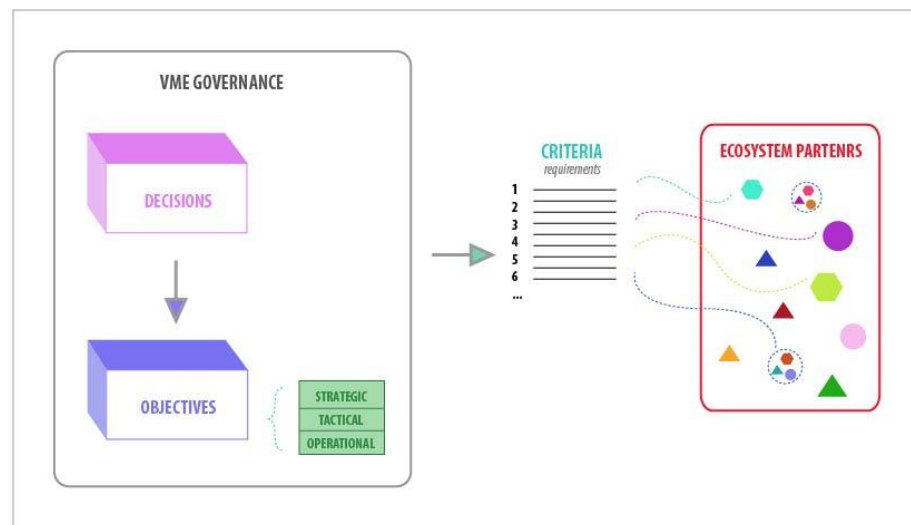 VME GOVERNANCE
DECISIONS
OBJECTIVES
STRATEGIC
TACTICAL
OPERATIONAL
CRITERIA
requirements
1
2
3
4
5
6
...
ECOSYSTEM PARTENRS